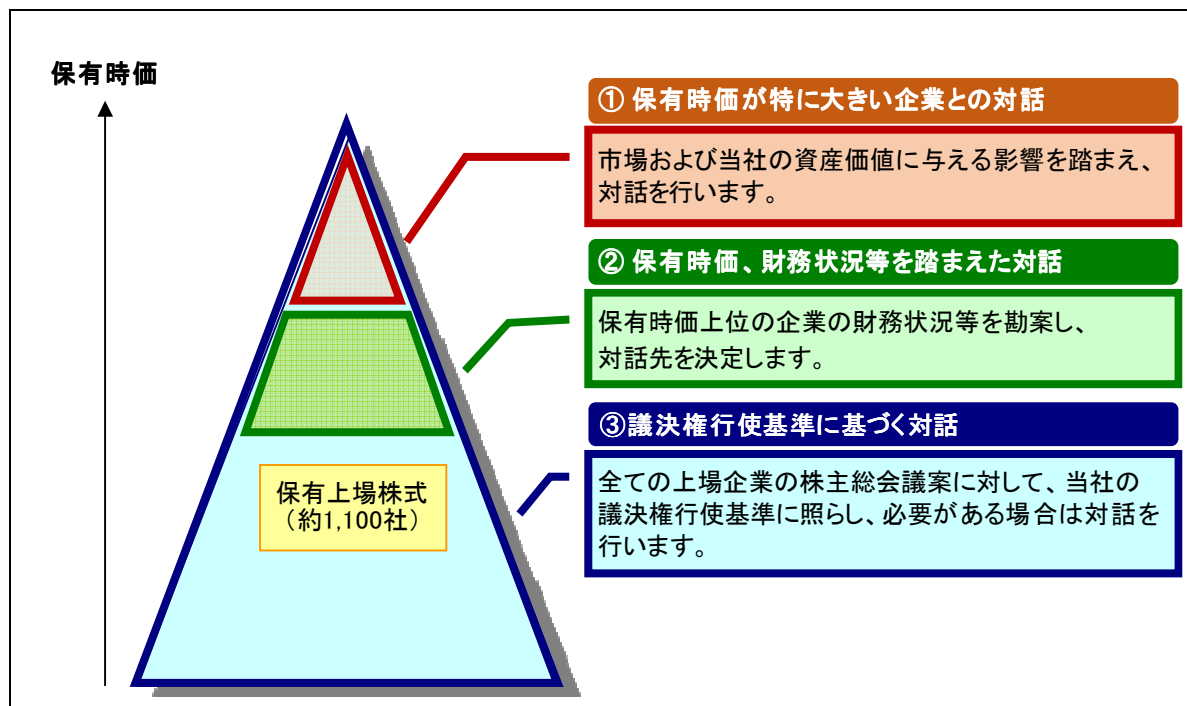 保有時価
① 保有時価が特に大きい企業との対話
市場および当社の資産価値に与える影響を踏まえ、
対話を行います。
② 保有時価、財務状況等を踏まえた対話
保有時価上位の企業の財務状況等を勘案し、
対話先を決定します。
③議決権行使基準に基づく対話
全ての上場企業の株主総会議案に対して、当社の
議決権行使基準に照らし、必要がある場合は対話を
行います。
保有上場株式
（約1,100社）